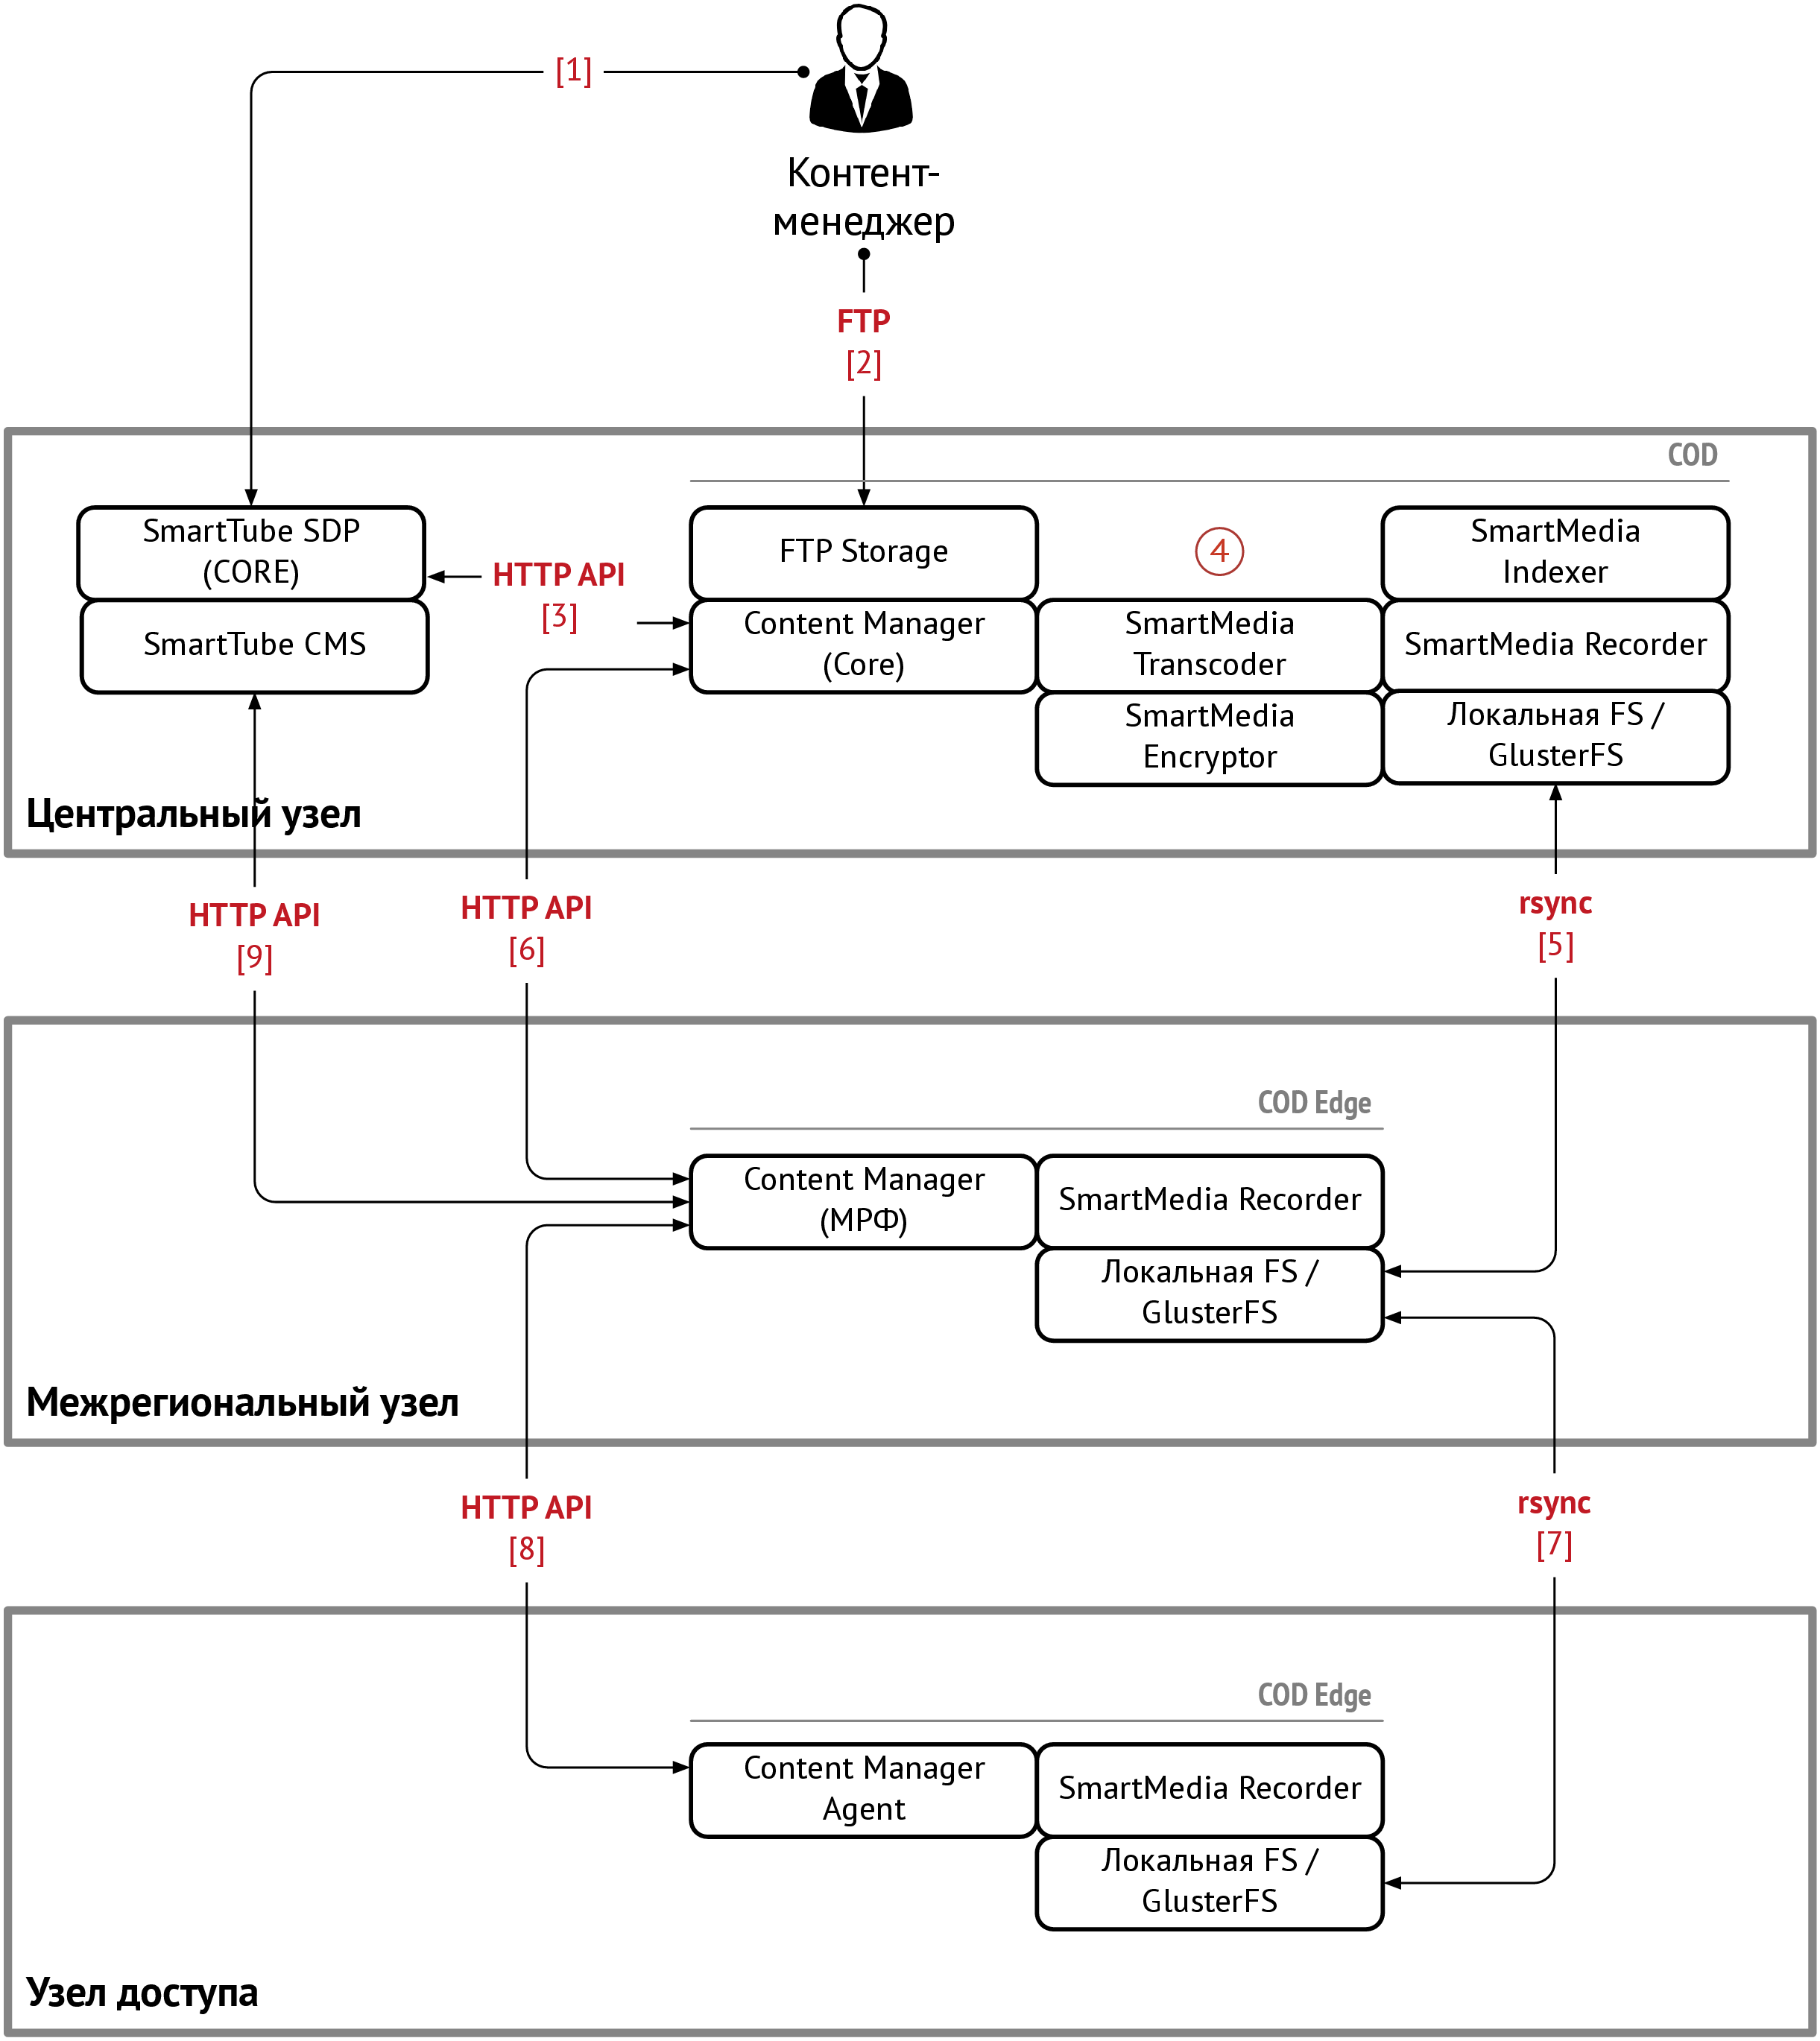 [1]
Контент-
менеджер
FTP
[2]
COD
SmartTube SDP
(CORE)
SmartTube CMS
HTTP API
[3]
FTP Storage
Content Manager
(Core)
4
SmartMedia
Transcoder
SmartMedia
Encryptor
SmartMedia
Indexer
SmartMedia Recorder
Локальная FS /
GlusterFS
Центральный узел
HTTP API
[9]
HTTP API
[6]
rsync
[5]
COD Edge
Content Manager
(МРФ)
SmartMedia Recorder
Локальная FS /
GlusterFS
Межрегиональный узел
HTTP API
[8]
rsync
[7]
COD Edge
Content Manager
Agent
SmartMedia Recorder
Локальная FS /
GlusterFS
Узел доступа